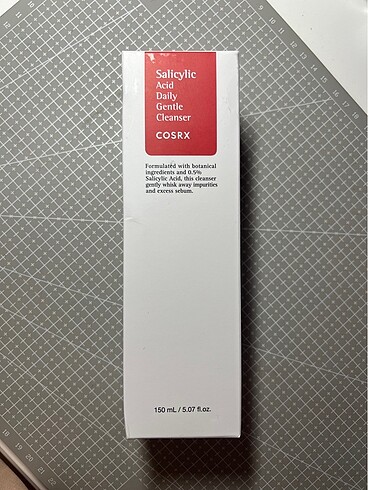 Salicylic
Acid
Daily
Gentle
Cleanser
COSRX
Formulated with botanical
ingredients and 0.5%
Salicylic Acid, this cleanser
gently whisk away impurities
and excess sebum.
150 mL / 5.07 fl.oz.